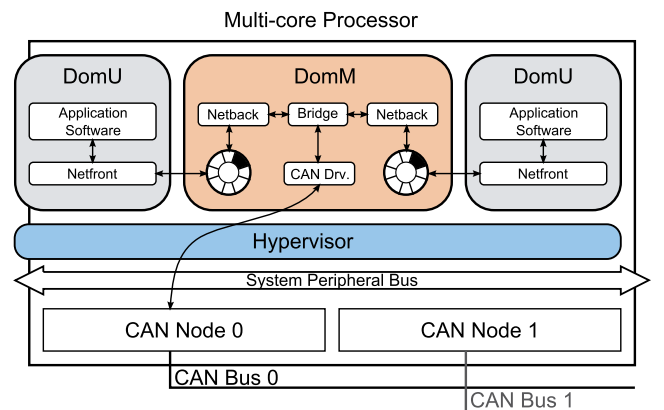 Multi-core Processor
DomU
DomM
DomU
Application
Software
Netback
Bridge
Netback
Application
Software
Netfront
CAN Drv.
Netfront
Hypervisor
System Peripheral Bus
CAN Node 0
CAN Node 1
CAN Bus 0
CAN Bus 1